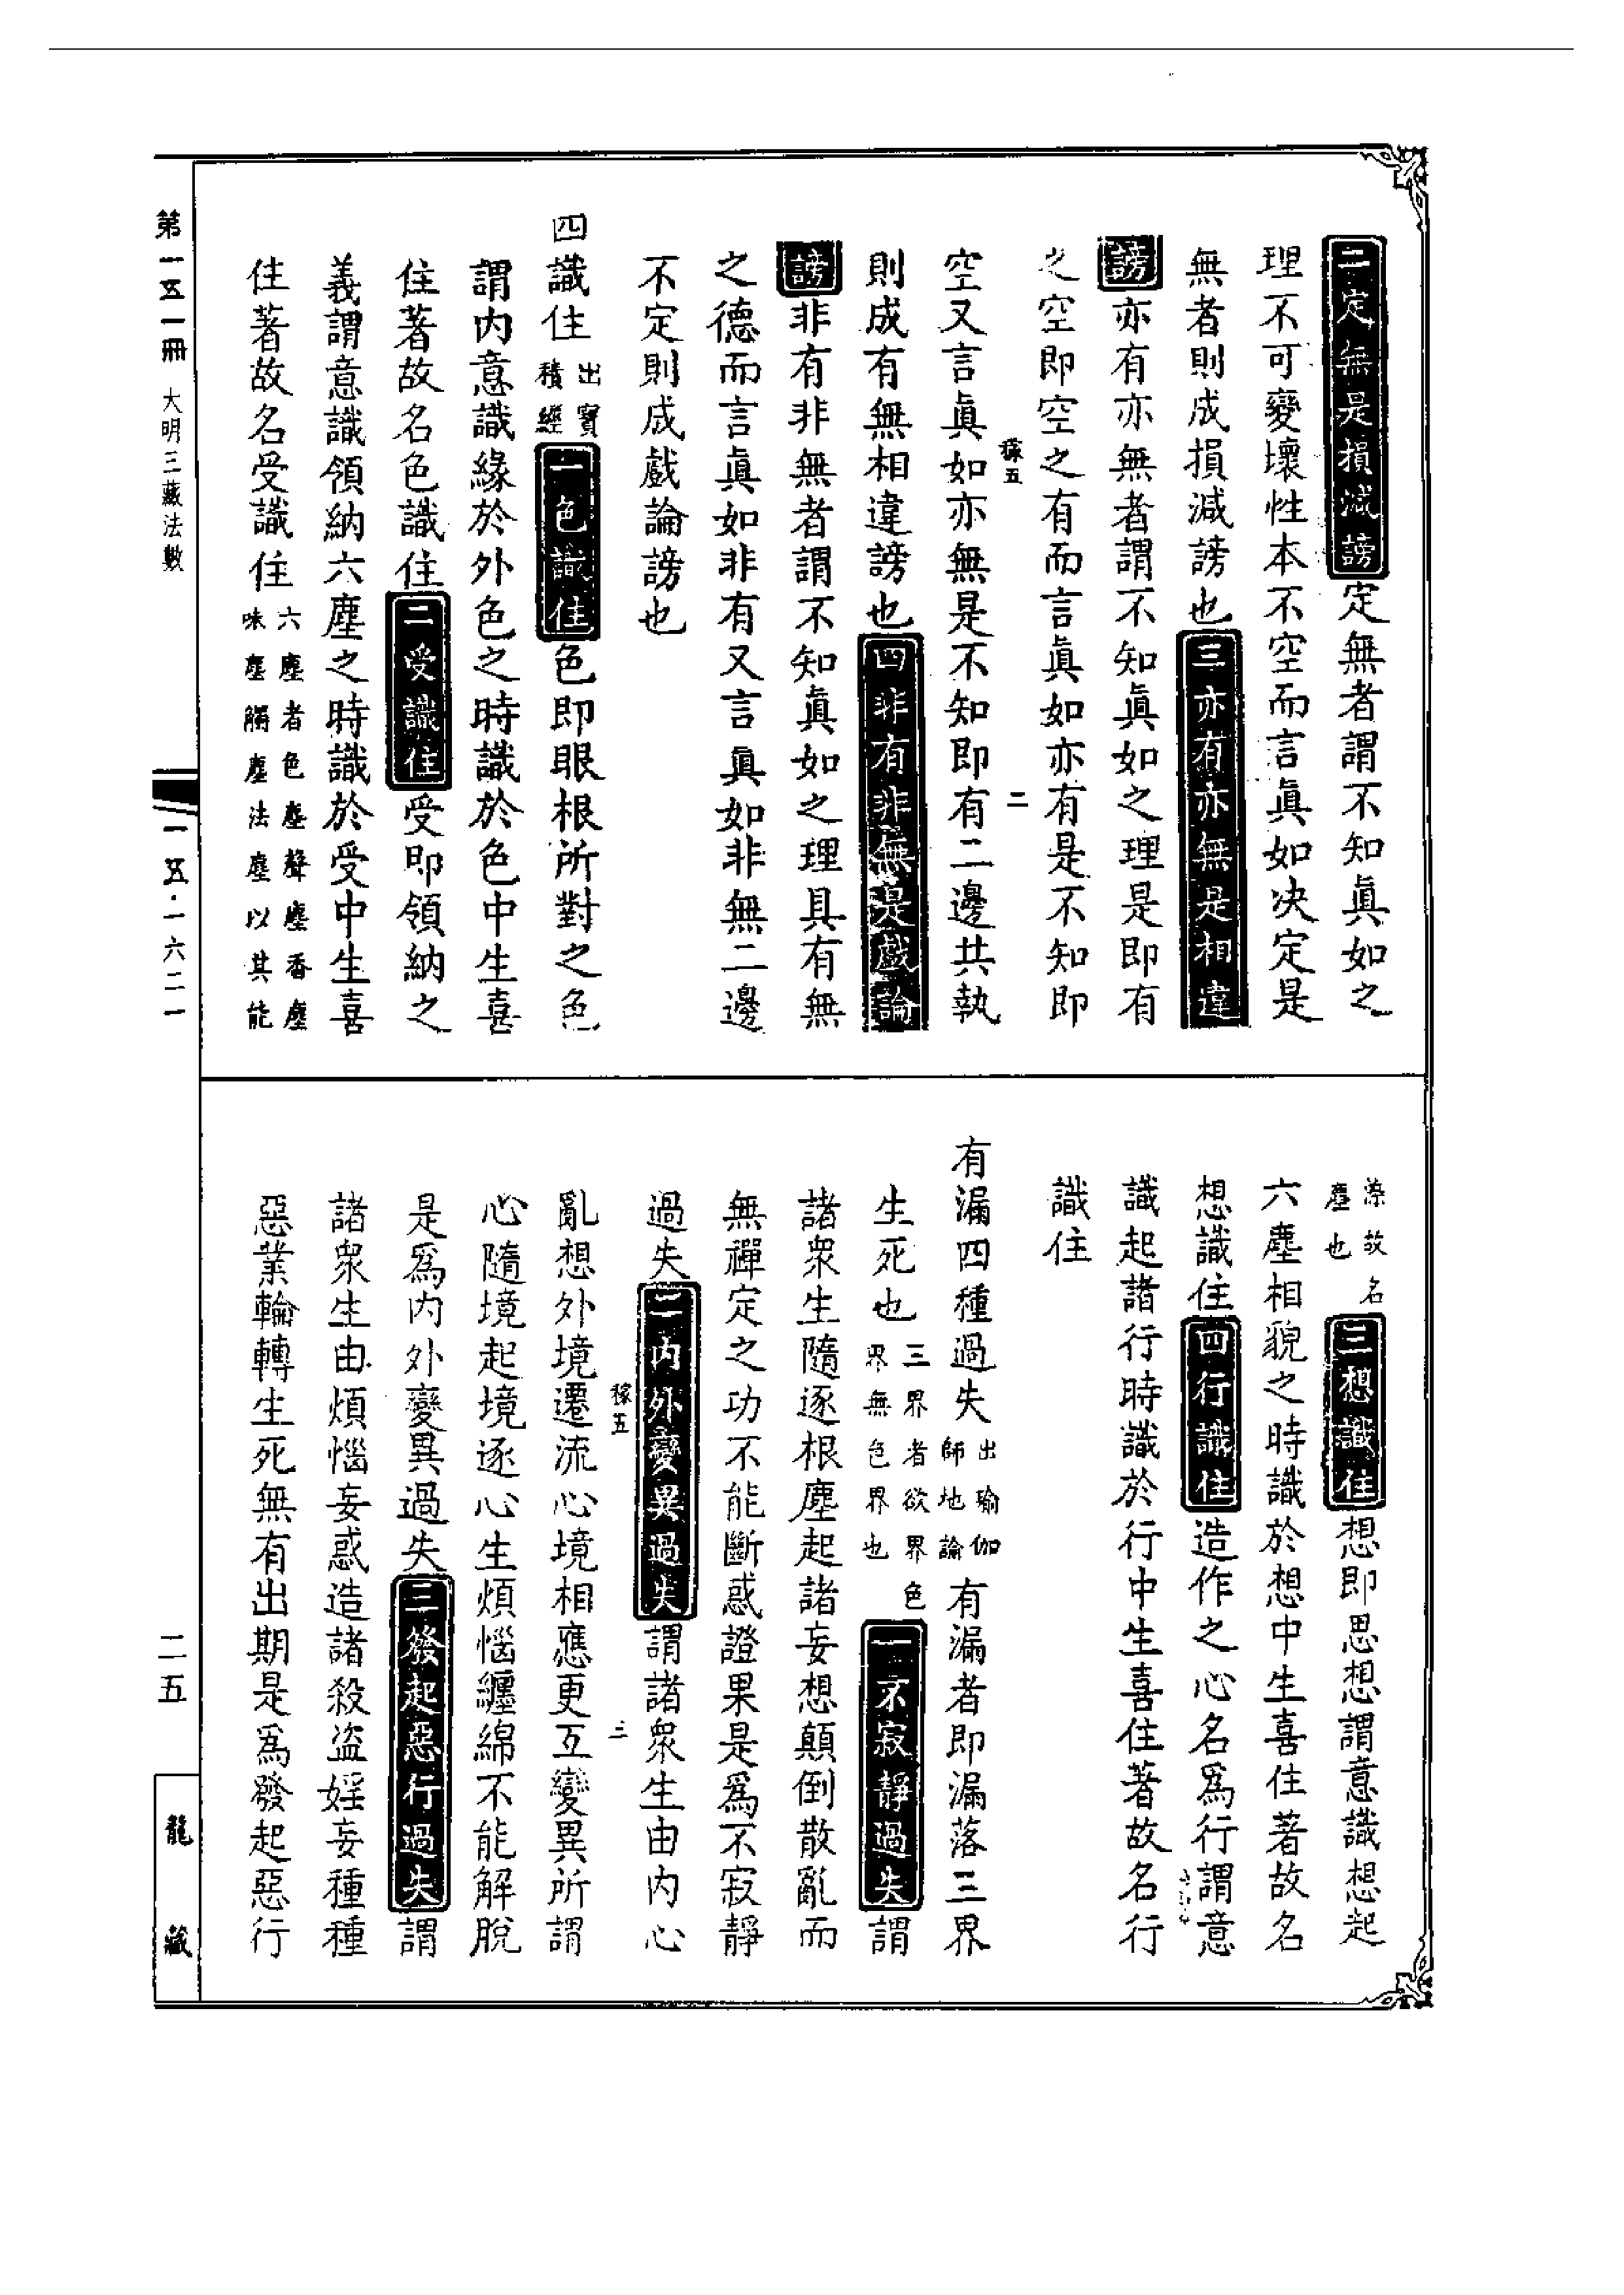 二定無是損減謗定無者謂不知眞如之
理不可變壞性本不空而言眞如決定是
無者則成損減謗也三亦有亦無是相違
謗亦有亦無者謂不知眞如之理是即有
之空即空之有而言眞如亦有是不知即
稼五 二
空又言眞如亦無是不知即有二邊共執
則成有無相違謗也四非有非無是戲論
謗非有非無者謂不知眞如之理具有無
之德而言眞如非有又言眞如非無二邊
不定則成戲論謗也
四識住出寶積經一色識住色即眼根所對之色
謂內意識緣於外色之時識於色中生喜
住著故名色識住二受識住受即領納之
義謂意識領納六塵之時識於受中生喜
住著故名受識住六塵者色塵聲塵香塵味塵觸塵法塵以其能
染故名塵也三想識住想即思想謂意識想起
六塵相貌之時識於想中生喜住著故名
想識住四行識住造作之心名爲行謂意
識起諸行時識於行中生喜住著故名行
識住
有漏四種過失出瑜伽師地論有漏者即漏落三界
生死也三界者欲界色界無色界也一不寂靜過失謂
諸衆生隨逐根塵起諸妄想顛倒散亂而
無禪定之功不能斷惑證果是爲不寂靜
過失二內外變異過失謂諸衆生由內心
稼五 三
亂想外境遷流心境相應更互變異所謂
心隨境起境逐心生煩惱纏綿不能解脫
是爲內外變異過失三發起惡行過失謂
諸衆生由煩惱妄惑造諸殺盜婬妄種種
惡業輪轉生死無有出期是爲發起惡行
第一五一冊 大明三藏法數
一五·一六二一
二五
龍藏